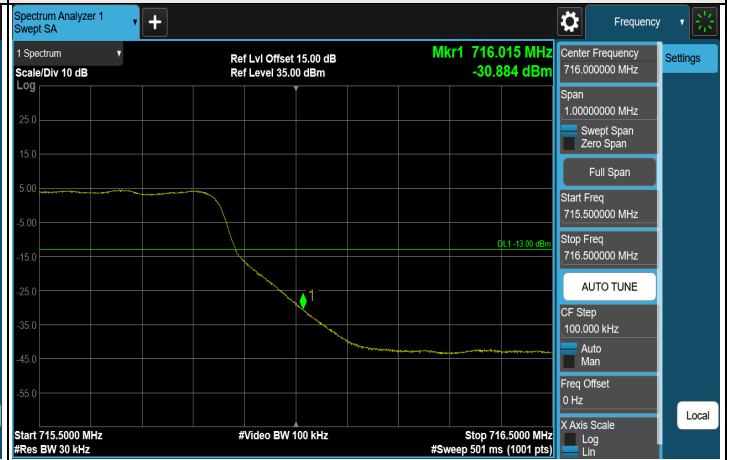 Spectrum Analyzer 1
Swept SA
+
Frequency
1 Spectrum
Scale/Div 10 dB
Log
Ref Lvl Offset 15.00 dB
Ref Level 35.00 dBm
Mkr1 716.015 MHz
-30.884 dBm
25.0
15.0
5.00
-5.00
-15.0
-25.0
-35.0
-45.0
-55.0
DL1 -13.00 dBm
1
Start 715.5000 MHz
#Res BW 30 kHz
#Video BW 100 kHz
Stop 716.5000 MHz
#Sweep 501 ms (1001 pts)
Center Frequency
716.000000 MHz
Settings
Span
1.00000000 MHz
Swept Span
Zero Span
Full Span
Start Freq
715.500000 MHz
Stop Freq
716.500000 MHz
AUTO TUNE
CF Step
100.000 kHz
Auto
Man
Freq Offset
0 Hz
X Axis Scale
Log
Lin
Local